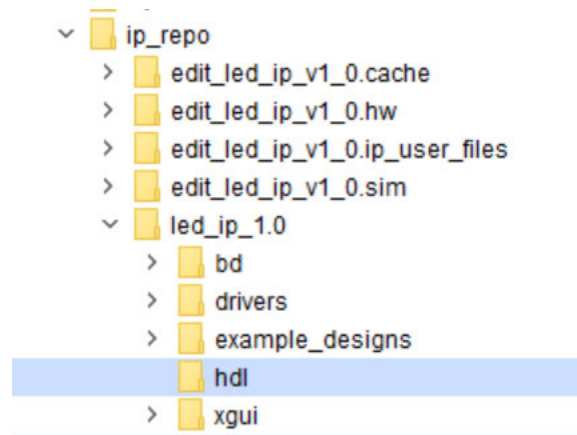 ip_repo
edit_led_ip_v1_0.cache
edit_led_ip_v1_0.hw
edit_led_ip_v1_0.ip_user_files
edit_led_ip_v1_0.sim
led_ip_1.0
bd
drivers
example_designs
hdl
xgui